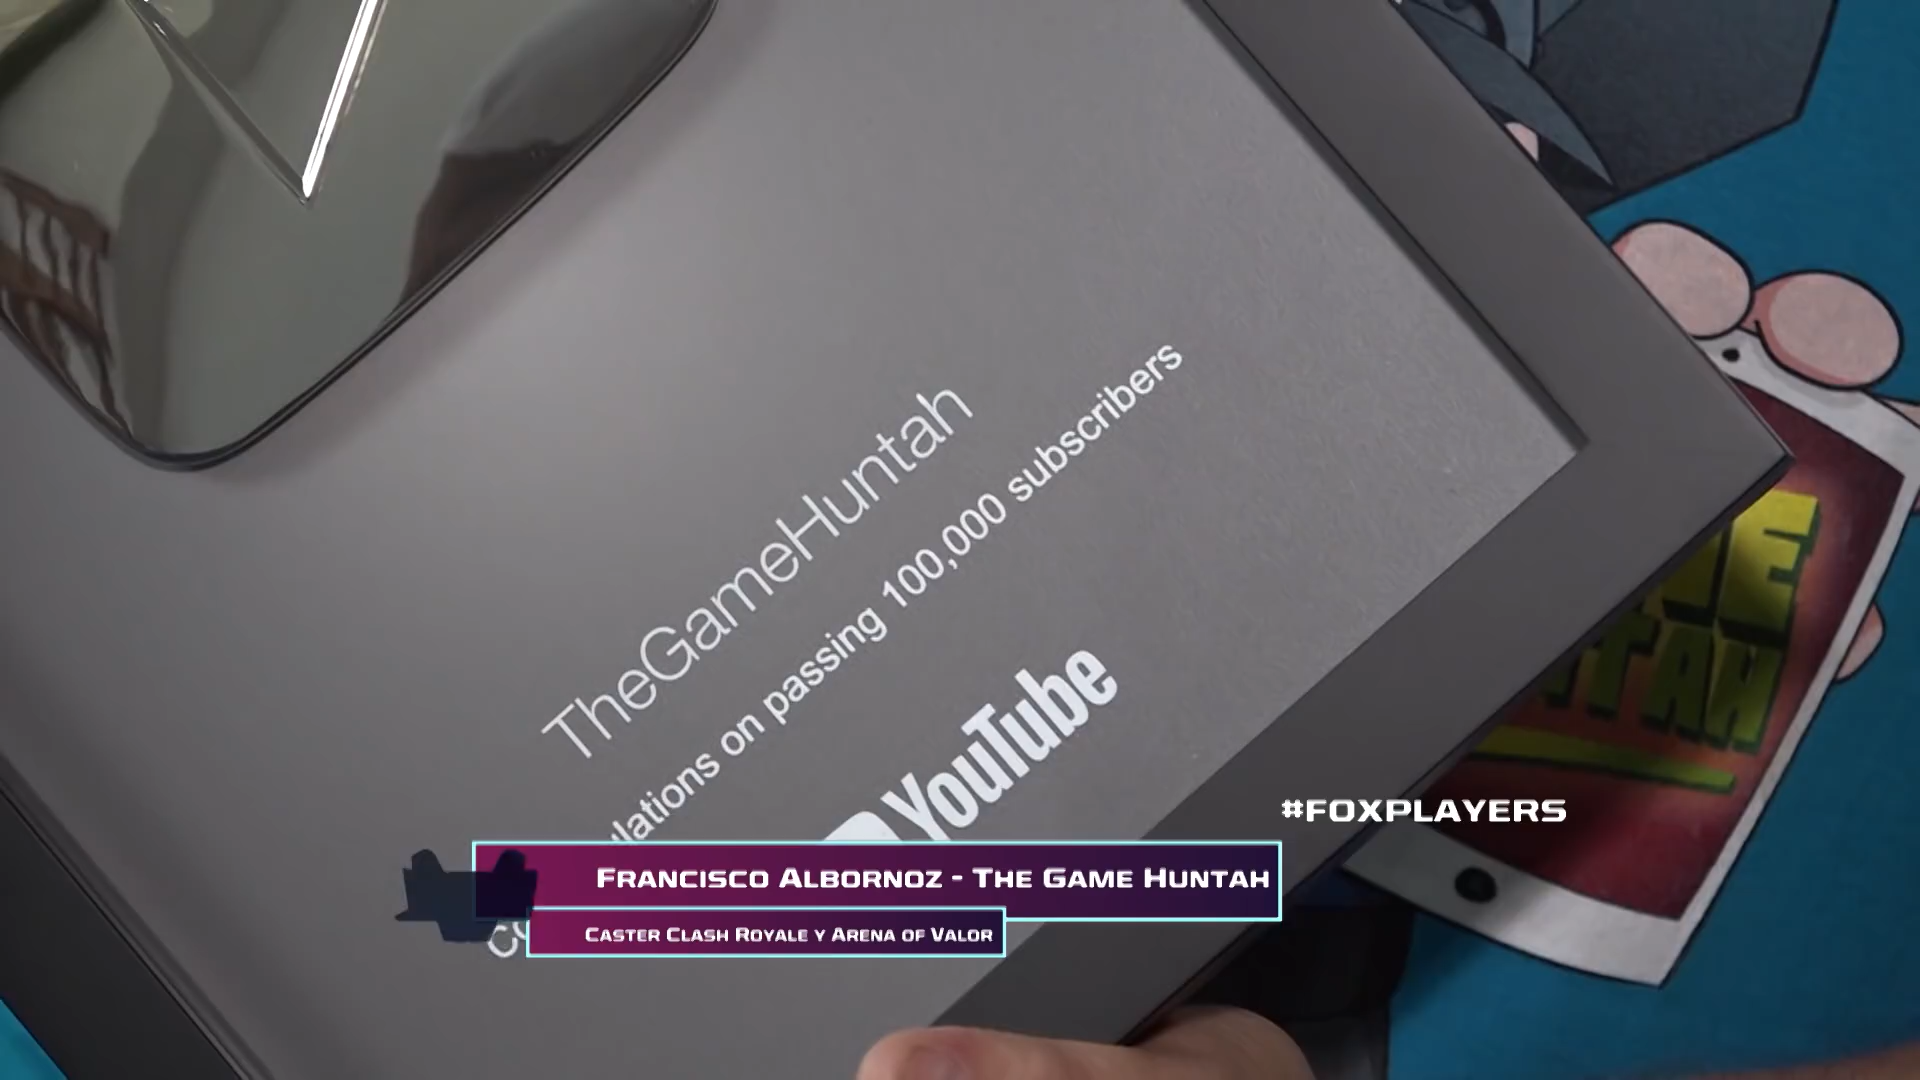 TheGameHuntah
lations on passing 100,000 subscribers
YouTube
#FOXPLAYERS
FRANCISCO ALBORNOZ - THE GAME HUNTAH
CASTER CLASH ROYALE Y ARENA OF VALOR